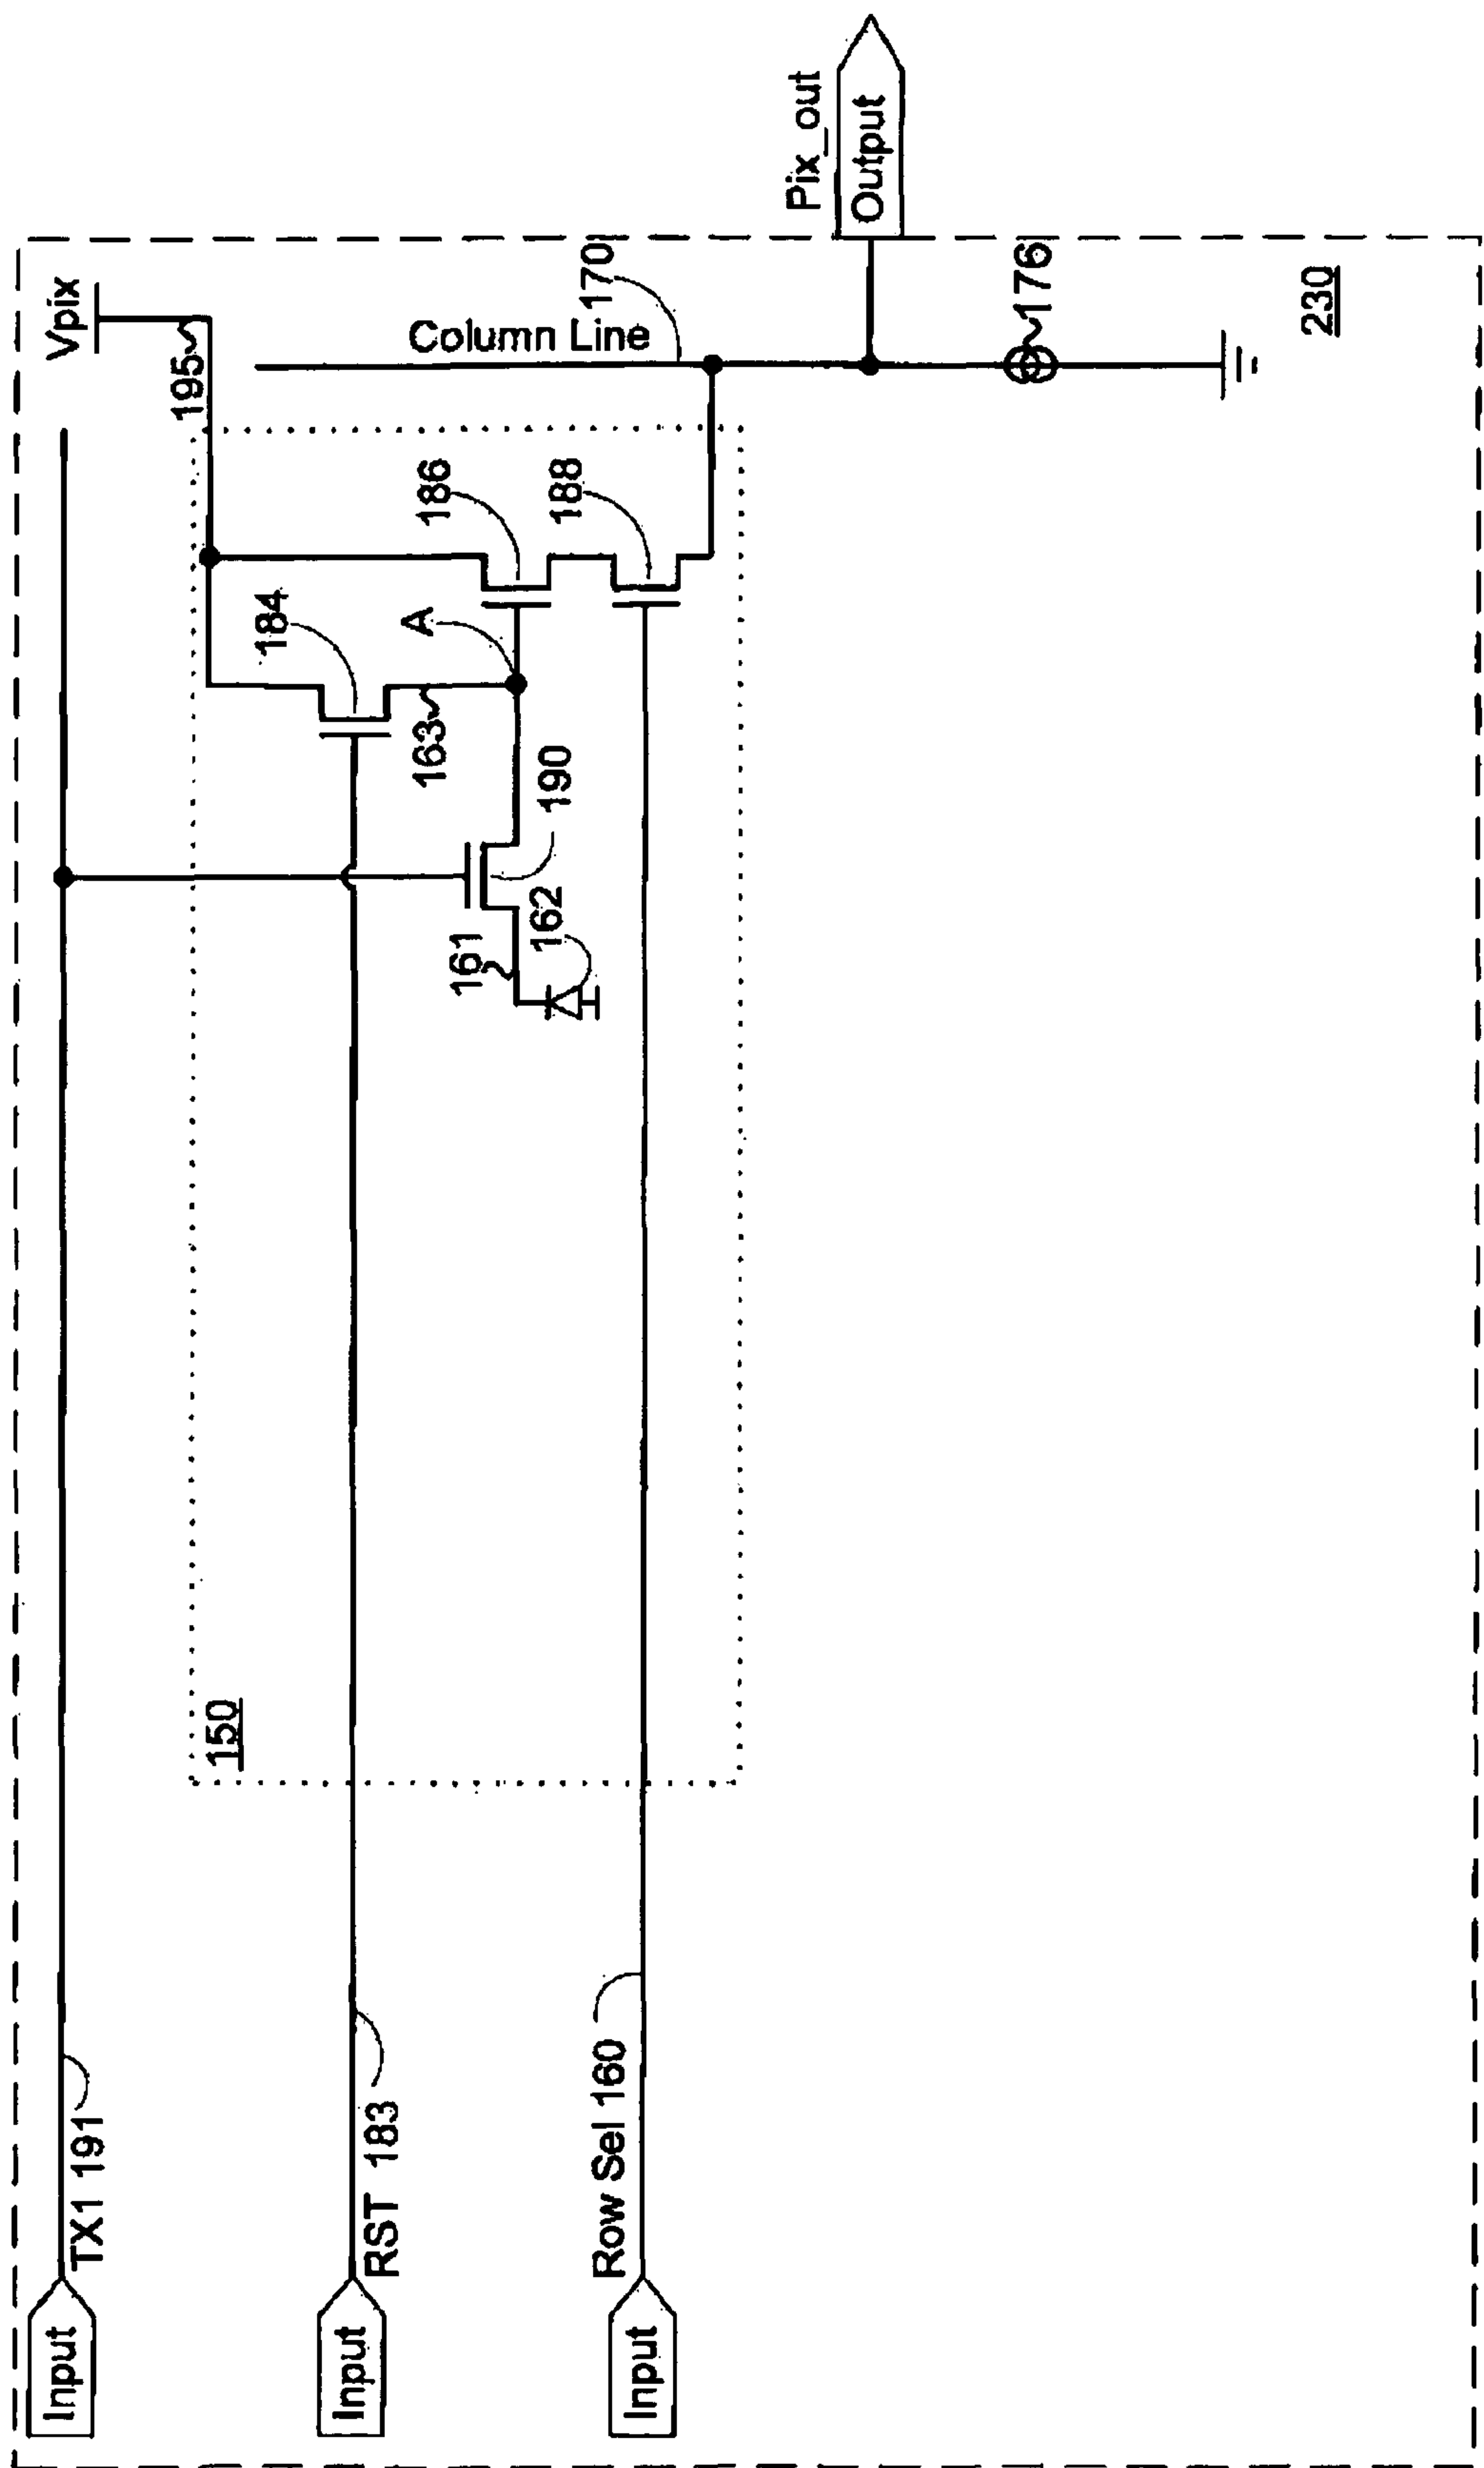 Input
TX1 191
Vpix
195
150
184
Input
RST 183
163
A
186
Column Line
170
161
162
190
188
Input
Row Sel 160
Pix_out
Output
176
230